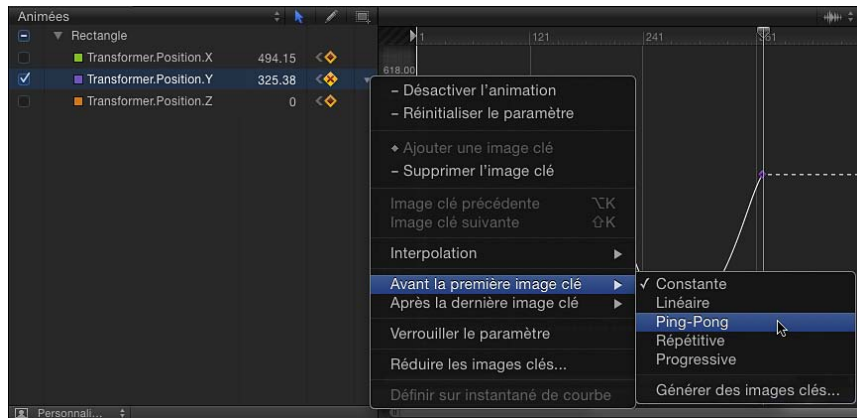 Animées
1
121
241
361
Rectangle
Transformer.Position.X 494.15
618.00
Transformer.Position.Y 325.38
Transformer.Position.Z 0
– Désactiver l'animation
– Réinitialiser le paramètre
Ajouter une image clé
– Supprimer l'image clé
Image clé précédente ⌥K
Image clé suivante ⇧K
Interpolation
Avant la première image clé
Après la dernière image clé
Verrouiller le paramètre
Réduire les images clés...
Définir sur instantané de courbe
✓ Constante
Linéaire
Ping-Pong
Répétitive
Progressive
Générer des images clés...
Personnali...